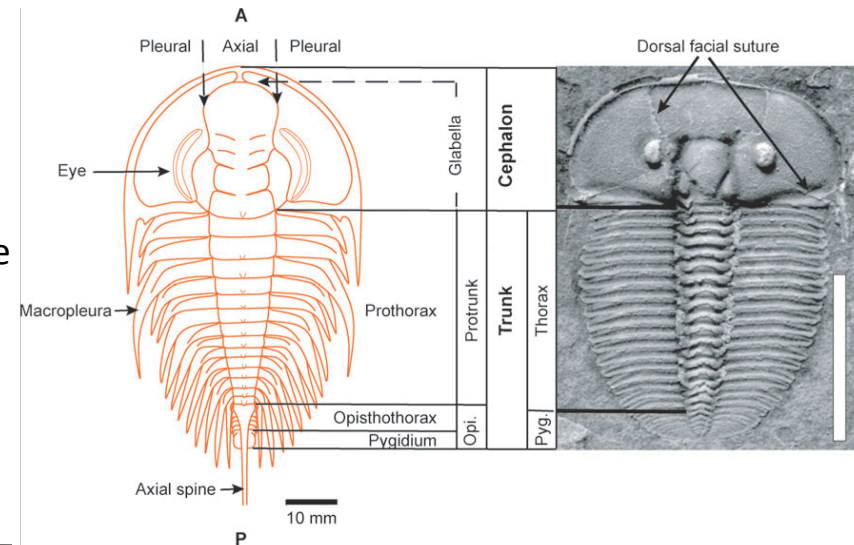 A
Pleural
Axial
Pleural
Dorsal facial suture
Eye
Glabella
Cephalon
e
Macropleura
Prothorax
Protrunk
Trunk
Thorax
Opisthothorax
Opi.
Pygidium
Pyg.
Axial spine
10 mm
P